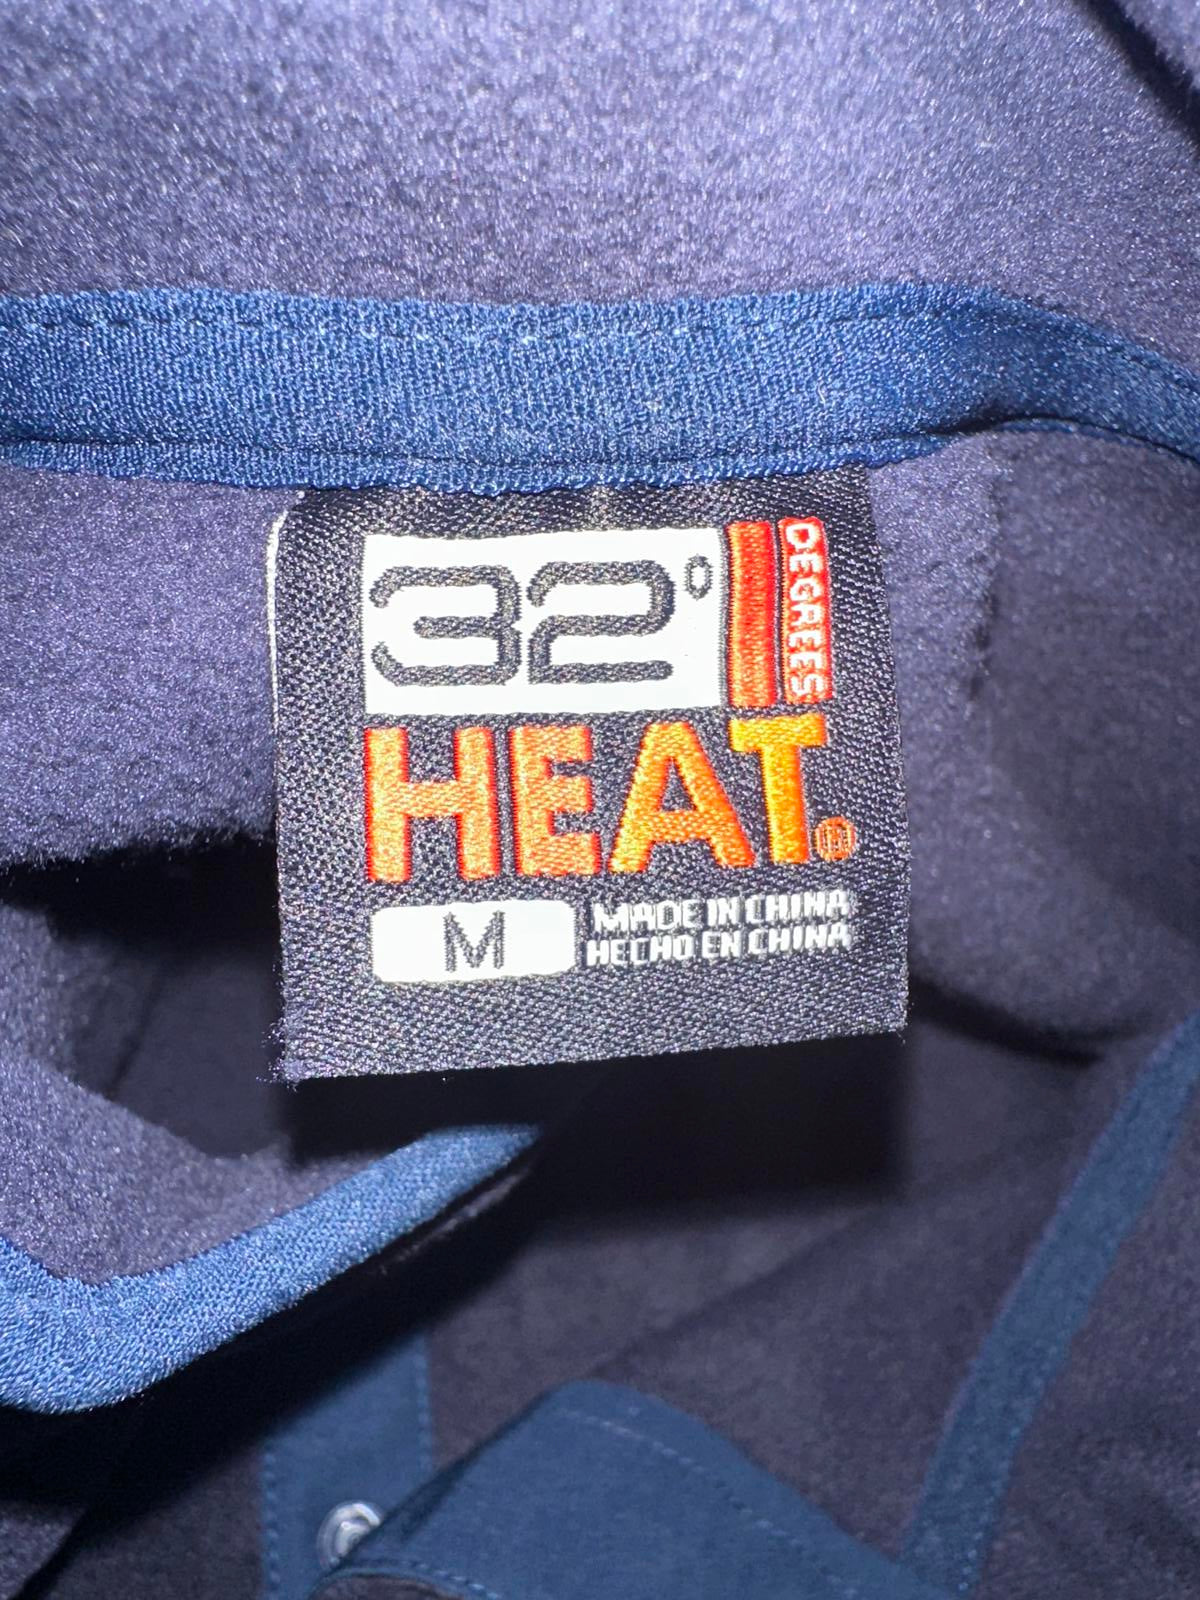 32°
DEGREES
HEAT®
M
MADE IN CHINA
HECHO EN CHINA